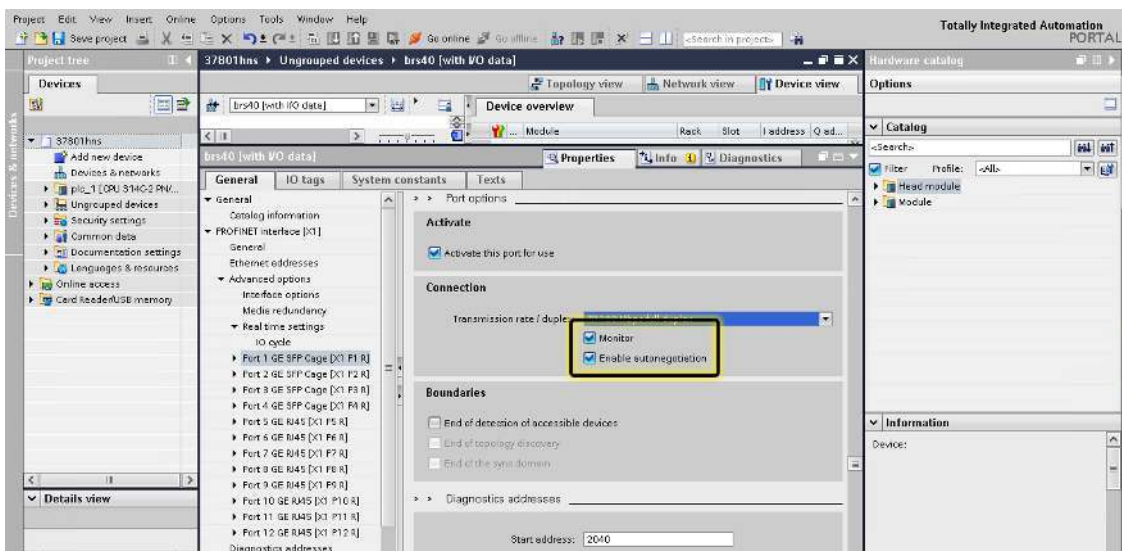 Project Edit View Insert Online Options Tools Window Help
Totally Integrated Automation
PORTAL
Save project
Go online Go offline
<Search in project>
Project tree
37801hns Ungrouped devices brs40 [with I/O data]
Hardware catalog
Devices
Topology view Network view Device view
Options
brs40 [with I/O data]
Device overview
Module Rack Slot I address Q ad...
Catalog
<Search>
Filter Profile: <All>
Head module
Module
Devices & networks
37801hns
Add new device
Devices & networks
plc_1 [CPU 314C-2 PN/...
Ungrouped devices
Security settings
Common data
Documentation settings
Languages & resources
Online access
Card Reader/USB memory
Details view
brs40 [with I/O data]
Properties Info Diagnostics
General IO tags System constants Texts
General
Catalog information
PROFINET interface [X1]
General
Ethernet addresses
Advanced options
Interface options
Media redundancy
Real time settings
IO cycle
Port 1 GE SFP Cage [X1 P1 R]
Port 2 GE SFP Cage [X1 P2 R]
Port 3 GE SFP Cage [X1 P3 R]
Port 4 GE SFP Cage [X1 P4 R]
Port 5 GE RJ45 [X1 P5 R]
Port 6 GE RJ45 [X1 P6 R]
Port 7 GE RJ45 [X1 P7 R]
Port 8 GE RJ45 [X1 P8 R]
Port 9 GE RJ45 [X1 P9 R]
Port 10 GE RJ45 [X1 P10 R]
Port 11 GE RJ45 [X1 P11 R]
Port 12 GE RJ45 [X1 P12 R]
Diagnostics addresses
> > Port options
Activate
Activate this port for use
Connection
Transmission rate / duplex:
Monitor
Enable autonegotiation
Boundaries
End of detection of accessible devices
End of topology discovery
End of the sync domain
> > Diagnostics addresses
Start address: 2040
Information
Device: